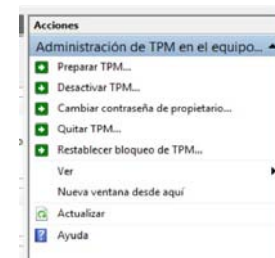 Acciones
Administración de TPM en el equipo...
Preparar TPM...
Desactivar TPM...
Cambiar contraseña de propietario...
Quitar TPM...
Restablecer bloqueo de TPM...
Ver
Nueva ventana desde aquí
Actualizar
Ayuda